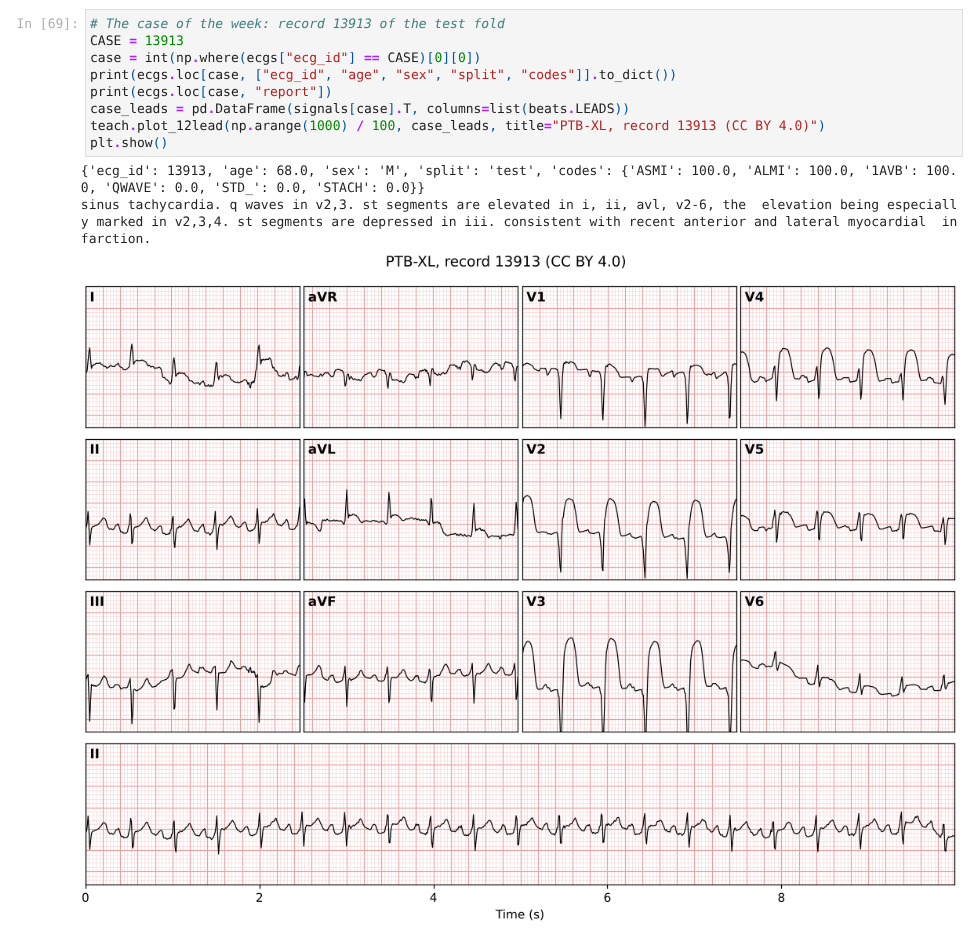 In [69]:
# The case of the week: record 13913 of the test fold
CASE = 13913
case = int(np.where(ecgs["ecg_id"] == CASE)[0][0])
print(ecgs.loc[case, ["ecg_id", "age", "sex", "split", "codes"]].to_dict())
print(ecgs.loc[case, "report"])
case_leads = pd.DataFrame(signals[case].T, columns=list(beats.LEADS))
teach.plot_12lead(np.arange(1000) / 100, case_leads, title="PTB-XL, record 13913 (CC BY 4.0)")
plt.show()
{'ecg_id': 13913, 'age': 68.0, 'sex': 'M', 'split': 'test', 'codes': {'ASMI': 100.0, 'ALMI': 100.0, '1AVB': 100.
0, 'QWAVE': 0.0, 'STD_': 0.0, 'STACH': 0.0}}
sinus tachycardia. q waves in v2,3. st segments are elevated in i, ii, avl, v2-6, the  elevation being especiall
y marked in v2,3,4. st segments are depressed in iii. consistent with recent anterior and lateral myocardial  in
farction.
PTB-XL, record 13913 (CC BY 4.0)
I aVR V1 V4
II aVL V2 V5
III aVF V3 V6
II
0 2 4 6 8
Time (s)